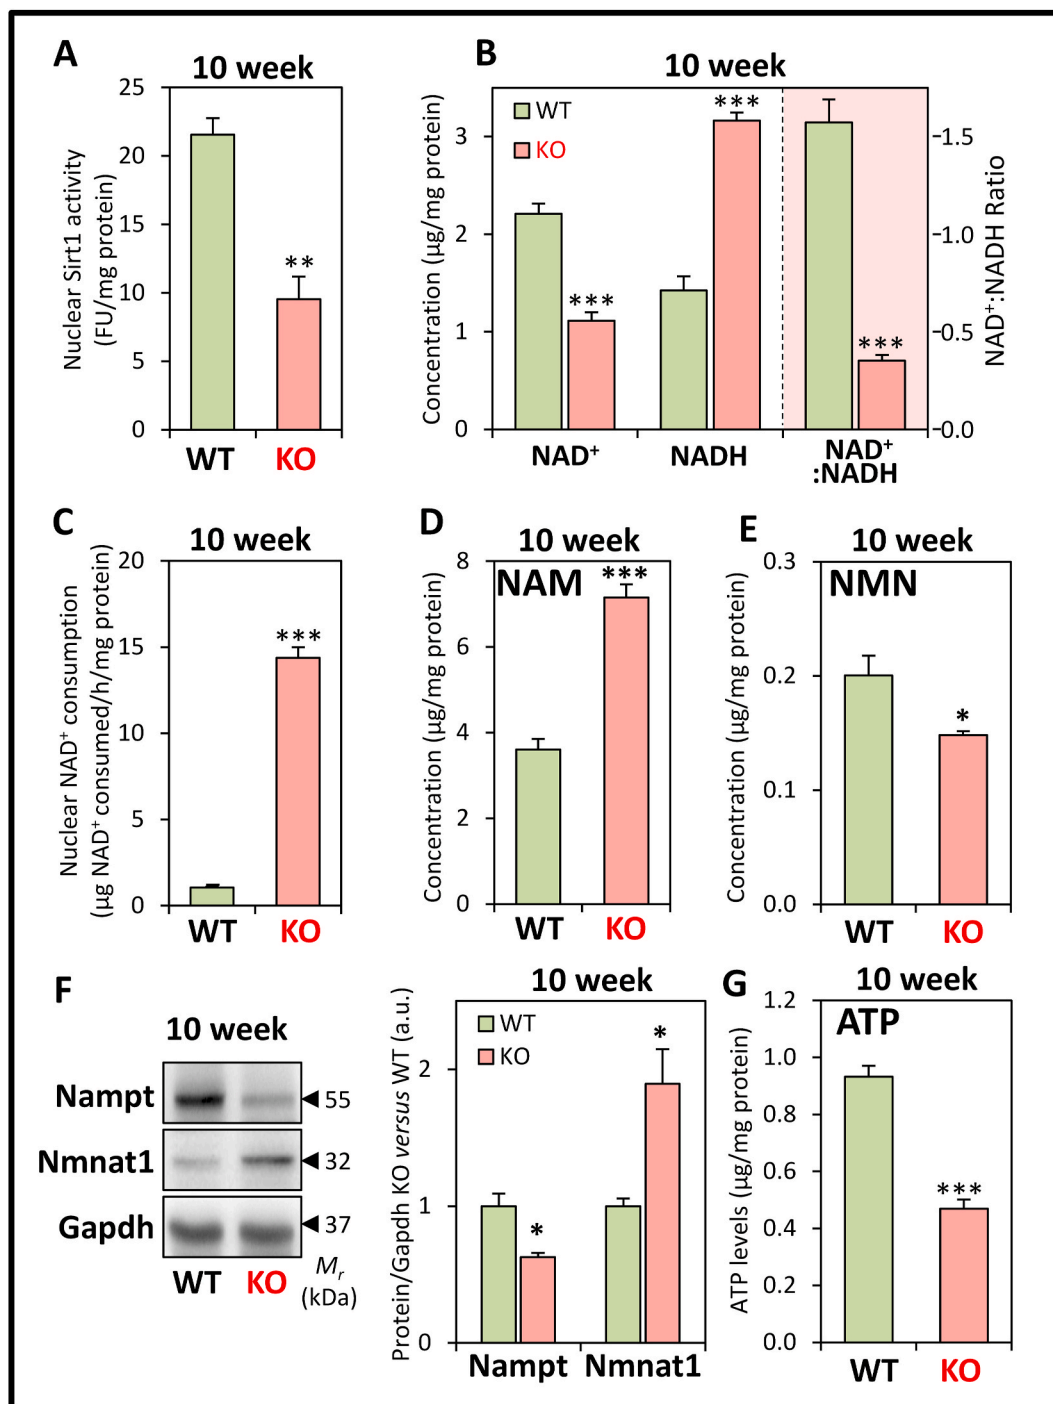 A
10 week
Nuclear Sirt1 activity
(FU/mg protein)
25
20
15
10
5
0
**
WT
KO
B
10 week
Concentration (µg/mg protein)
3
2
1
0
WT
KO
***
***
***
1.5
1.0
0.5
0.0
NAD⁺:NADH Ratio
NAD⁺
NADH
NAD⁺
:NADH
C
10 week
Nuclear NAD⁺ consumption
(µg NAD⁺ consumed/h/mg protein)
20
15
10
5
0
***
WT
KO
D
10 week
NAM
Concentration (µg/mg protein)
8
6
4
2
0
***
WT
KO
E
10 week
NMN
Concentration (µg/mg protein)
0.3
0.2
0.1
0.0
*
WT
KO
F
10 week
Nampt
55
Nmnat1
32
Gapdh
37
WT
KO
Mr
(kDa)
10 week
Protein/Gapdh KO versus WT (a.u.)
2
1
0
WT
KO
*
*
Nampt
Nmnat1
G
10 week
ATP
ATP levels (µg/mg protein)
1.2
1.0
0.8
0.6
0.4
0.2
0.0
***
WT
KO